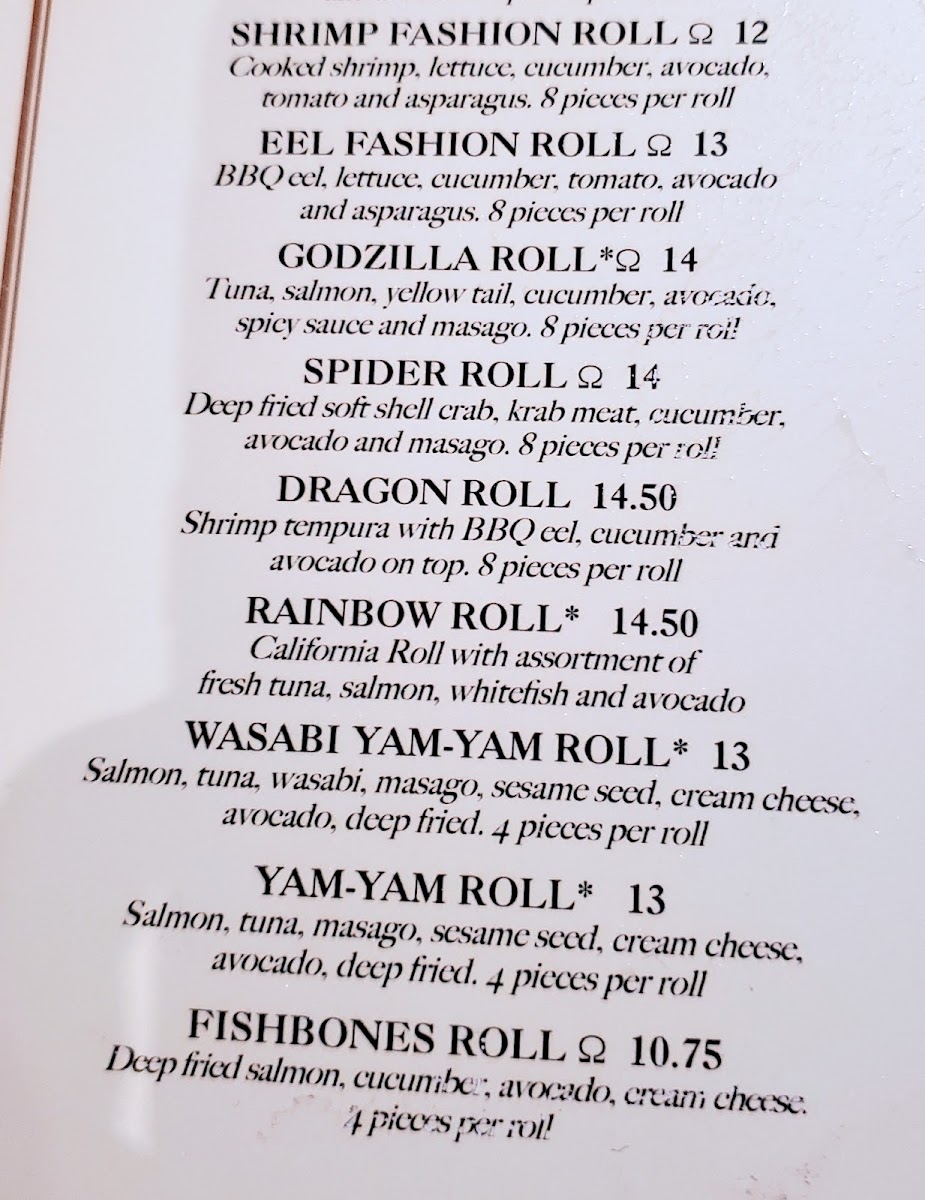 SHRIMP FASHION ROLL Ω 12
Cooked shrimp, lettuce, cucumber, avocado,
tomato and asparagus. 8 pieces per roll
EEL FASHION ROLL Ω 13
BBQ eel, lettuce, cucumber, tomato, avocado
and asparagus. 8 pieces per roll
GODZILLA ROLL*Ω 14
Tuna, salmon, yellow tail, cucumber, avocado,
spicy sauce and masago. 8 pieces per roll
SPIDER ROLL Ω 14
Deep fried soft shell crab, krab meat, cucumber,
avocado and masago. 8 pieces per roll
DRAGON ROLL 14.50
Shrimp tempura with BBQ eel, cucumber and
avocado on top. 8 pieces per roll
RAINBOW ROLL* 14.50
California Roll with assortment of
fresh tuna, salmon, whitefish and avocado
WASABI YAM-YAM ROLL* 13
Salmon, tuna, wasabi, masago, sesame seed, cream cheese,
avocado, deep fried. 4 pieces per roll
YAM-YAM ROLL* 13
Salmon, tuna, masago, sesame seed, cream cheese,
avocado, deep fried. 4 pieces per roll
FISHBONES ROLL Ω 10.75
Deep fried salmon, cucumber, avocado, cream cheese.
4 pieces per roll